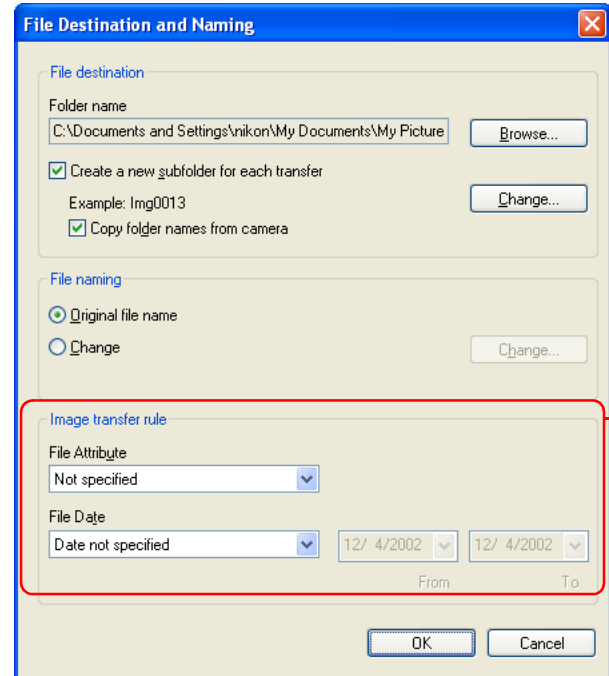 File Destination and Naming
File destination
Folder name
C:\Documents and Settings\nikon\My Documents\My Picture
Browse...
Create a new subfolder for each transfer
Example: Img0013
Change...
Copy folder names from camera
File naming
Original file name
Change
Change...
Image transfer rule
File Attribute
Not specified
File Date
Date not specified
12/ 4/2002
12/ 4/2002
From
To
OK
Cancel